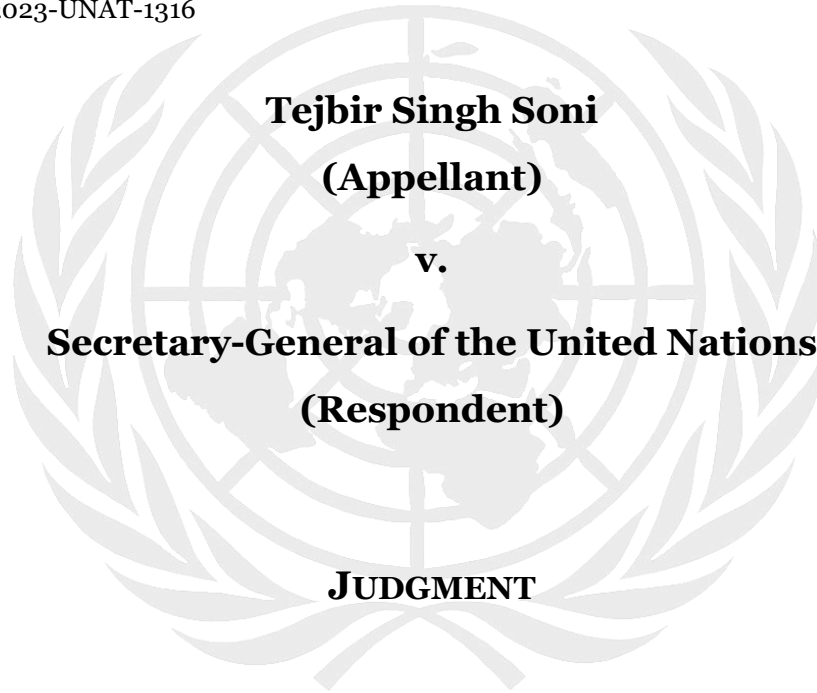 2023-UNAT-1316
Tejbir Singh Soni
(Appellant)
v.
Secretary-General of the United Nations
(Respondent)
JUDGMENT